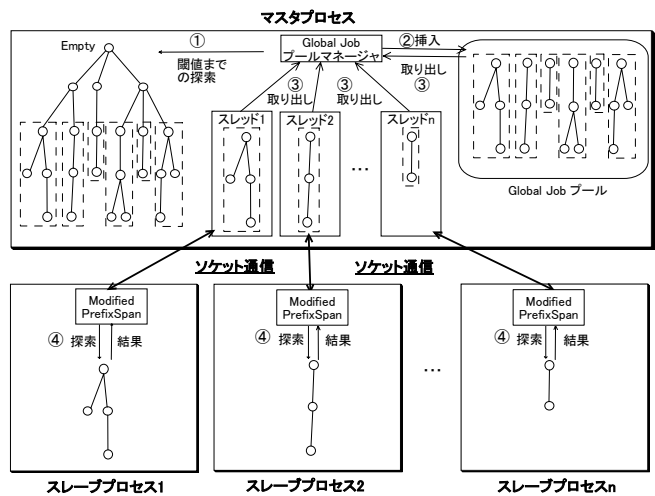 マスタプロセス
Empty
①
閾値まで
の探索
Global Job
プールマネージャ
②挿入
取り出し
③
③
取り出し
③
取り出し
スレッド1
スレッド2
スレッドn
…
Global Job プール
ソケット通信
ソケット通信
Modified
PrefixSpan
④ 探索 結果
Modified
PrefixSpan
④ 探索 結果
…
Modified
PrefixSpan
④ 探索 結果
スレーブプロセス1
スレーブプロセス2
スレーブプロセスn